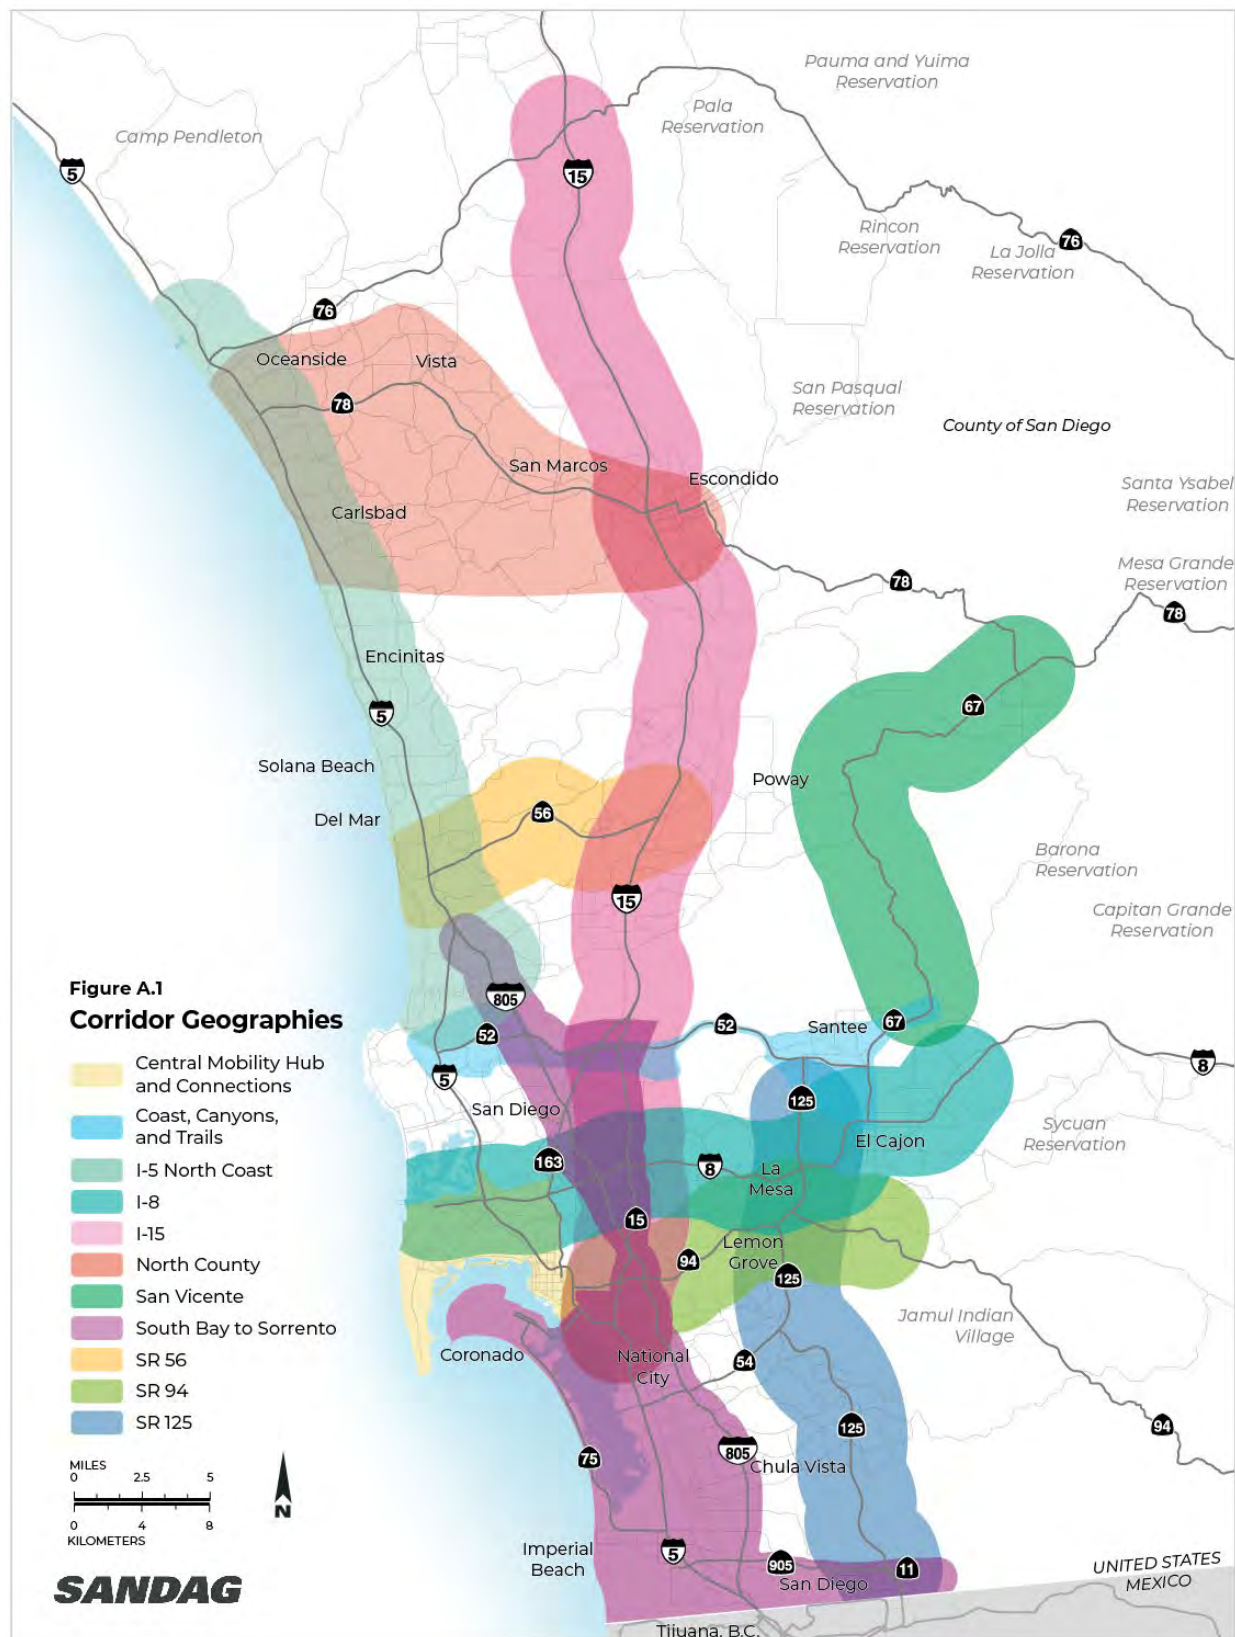 Pauma and Yuima
Reservation
Pala
Reservation
Camp Pendleton
5
15
Rincon
Reservation
La Jolla
Reservation
76
76
Oceanside
Vista
78
San Pasqual
Reservation
County of San Diego
San Marcos
Escondido
Santa Ysabel
Reservation
Carlsbad
Mesa Grande
Reservation
78
78
Encinitas
5
67
Solana Beach
Poway
Del Mar
56
Barona
Reservation
15
Capitan Grande
Reservation
805
52
52
Santee
67
5
8
125
San Diego
El Cajon
Sycuan
Reservation
163
8
La
Mesa
15
94
Lemon
Grove
125
Jamul Indian
Village
Coronado
National
City
54
125
94
75
805
Chula Vista
Imperial
Beach
5
905
San Diego
11
UNITED STATES
MEXICO
Tijuana, B.C.
Figure A.1
Corridor Geographies
Central Mobility Hub
and Connections
Coast, Canyons,
and Trails
I-5 North Coast
I-8
I-15
North County
San Vicente
South Bay to Sorrento
SR 56
SR 94
SR 125
MILES
0 2.5 5
0 4 8
KILOMETERS
N
SANDAG